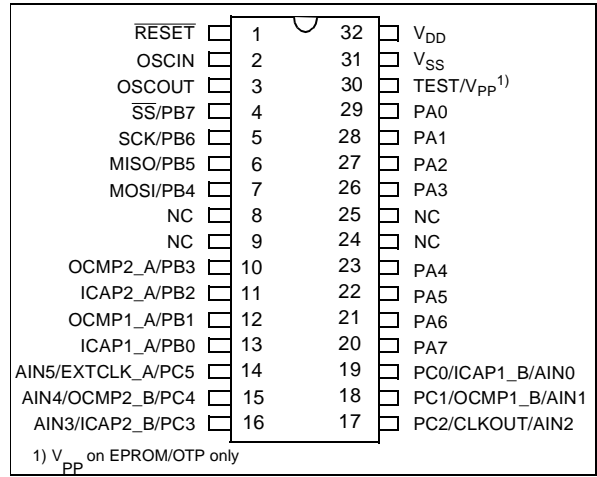 RESET 1 32 VDD
OSCIN 2 31 VSS
OSCOUT 3 30 TEST/VPP1)
SS/PB7 4 29 PA0
SCK/PB6 5 28 PA1
MISO/PB5 6 27 PA2
MOSI/PB4 7 26 PA3
NC 8 25 NC
NC 9 24 NC
OCMP2_A/PB3 10 23 PA4
ICAP2_A/PB2 11 22 PA5
OCMP1_A/PB1 12 21 PA6
ICAP1_A/PB0 13 20 PA7
AIN5/EXTCLK_A/PC5 14 19 PC0/ICAP1_B/AIN0
AIN4/OCMP2_B/PC4 15 18 PC1/OCMP1_B/AIN1
AIN3/ICAP2_B/PC3 16 17 PC2/CLKOUT/AIN2
1) VPP on EPROM/OTP only